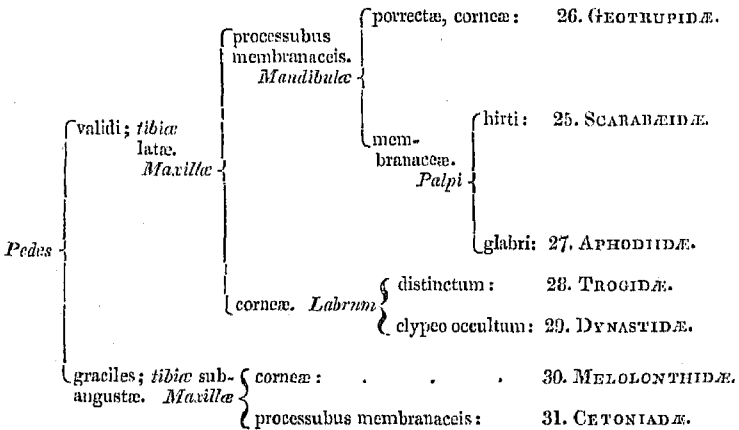 porrectæ, corneæ: 26. GEOTRUPIDÆ.
processubus
membranaceis.
Mandibulæ
hirti: 25. SCARABÆIDÆ.
validi; tibiæ
latæ.
Maxillæ
mem-
branaceæ.
Palpi
Pedes
glabri: 27. APHODIIDÆ.
distinctum: 28. TROGIDÆ.
corneæ. Labrum
clypeo occultum: 29. DYNASTIDÆ.
graciles; tibiæ sub- corneæ: . . . 30. MELOLONTHIDÆ.
angustæ. Maxillæ
processubus membranaceis: 31. CETONIADÆ.